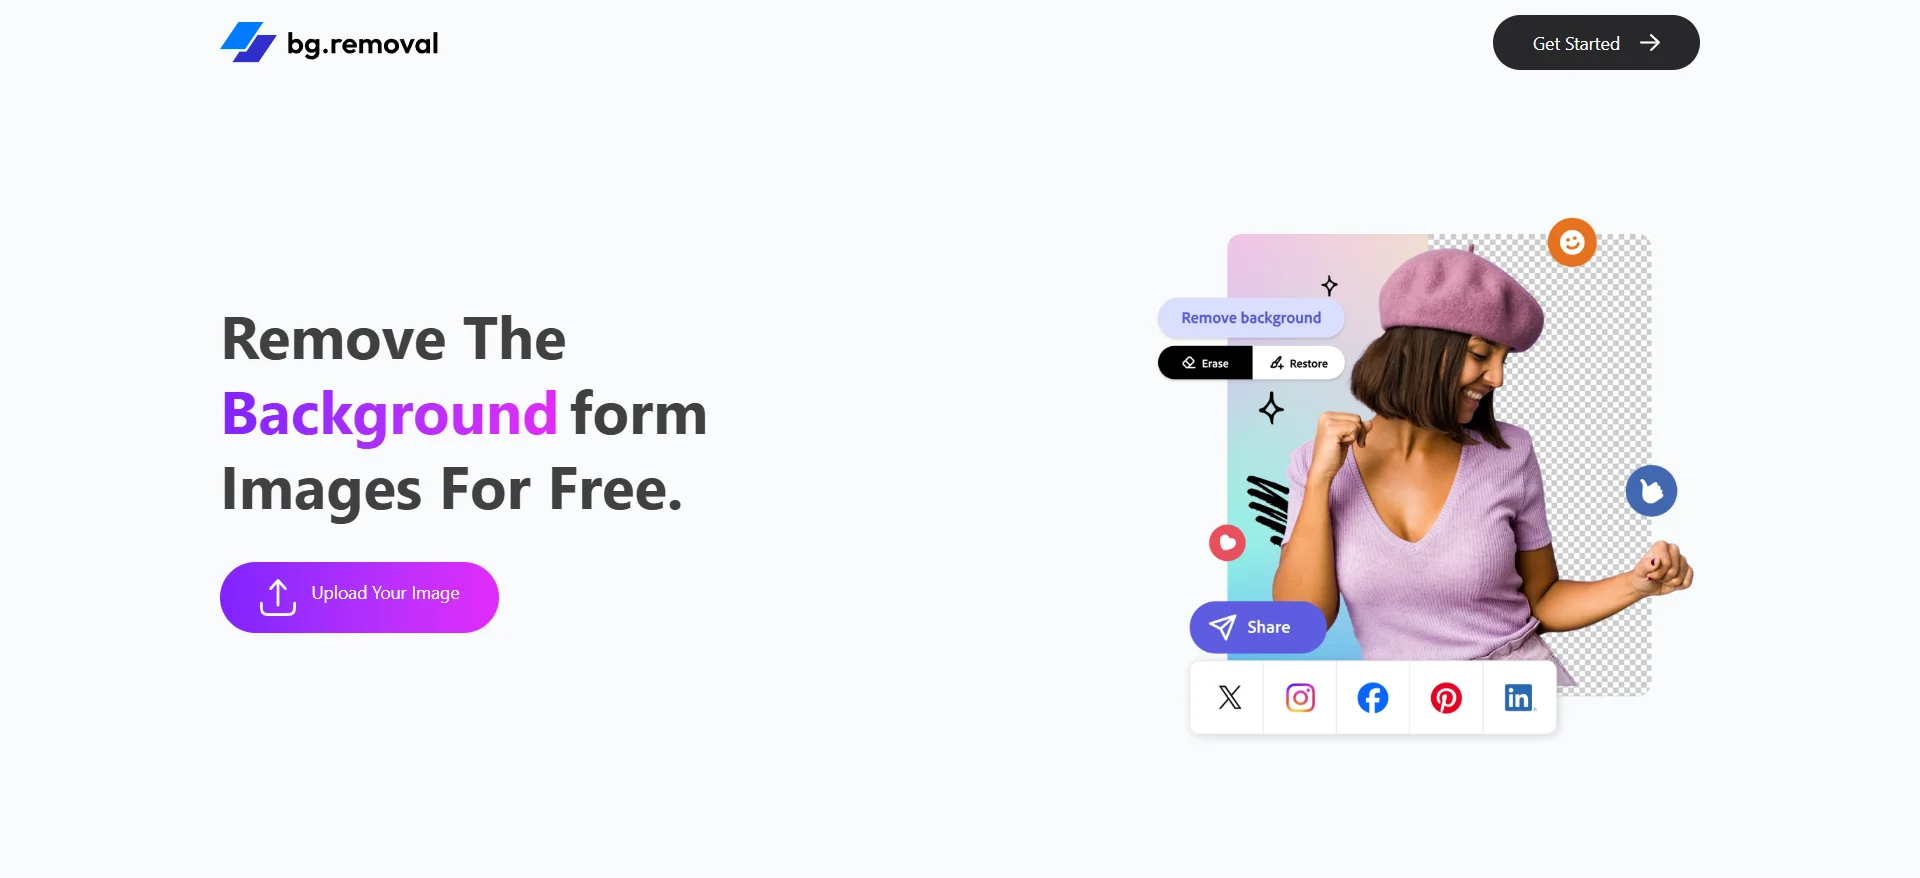 bg.removal
Get Started
Remove The
Background form
Images For Free.
Upload Your Image
Remove background
Erase
Restore
Share
X
f
in